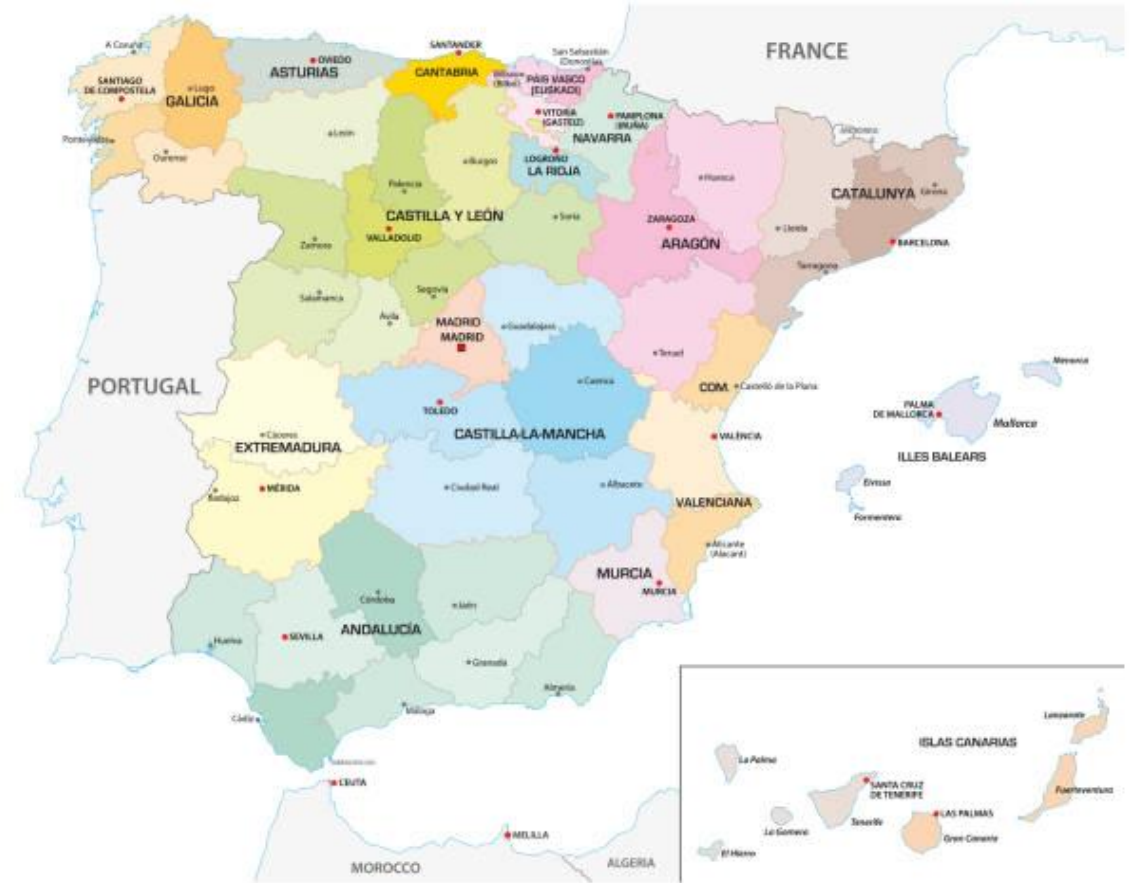 A Coruña
SANTIAGO
DE COMPOSTELA
Lugo
GALICIA
Pontevedra
Ourense
OVIEDO
ASTURIAS
SANTANDER
CANTABRIA
San Sebastián
(Donostia)
(Bilbo)
PAÍS VASCO
(EUSKADI)
VITORIA
(GASTEIZ)
PAMPLONA
(IRUÑA)
NAVARRA
LOGROÑO
LA RIOJA
FRANCE
León
Burgos
Palencia
CASTILLA Y LEÓN
VALLADOLID
Zamora
Soria
Segovia
Salamanca
Ávila
Huesca
ZARAGOZA
ARAGÓN
Teruel
CATALUNYA
Girona
Lleida
BARCELONA
Tarragona
MADRID
MADRID
Guadalajara
Cuenca
TOLEDO
CASTILLA-LA-MANCHA
Ciudad Real
Albacete
PORTUGAL
Cáceres
EXTREMADURA
Badajoz
MÉRIDA
COM.
Castelló de la Plana
VALÈNCIA
VALENCIANA
Alicante
(Alacant)
MURCIA
MURCIA
Menorca
PALMA
DE MALLORCA
Mallorca
ILLES BALEARS
Eivissa
Formentera
Córdoba
Jaén
ANDALUCÍA
Huelva
SEVILLA
Granada
Almería
Málaga
Cádiz
CEUTA
MELILLA
MOROCCO
ALGERIA
ISLAS CANARIAS
Lanzarote
La Palma
SANTA CRUZ
DE TENERIFE
Fuerteventura
LAS PALMAS
La Gomera
Tenerife
Gran Canaria
El Hierro